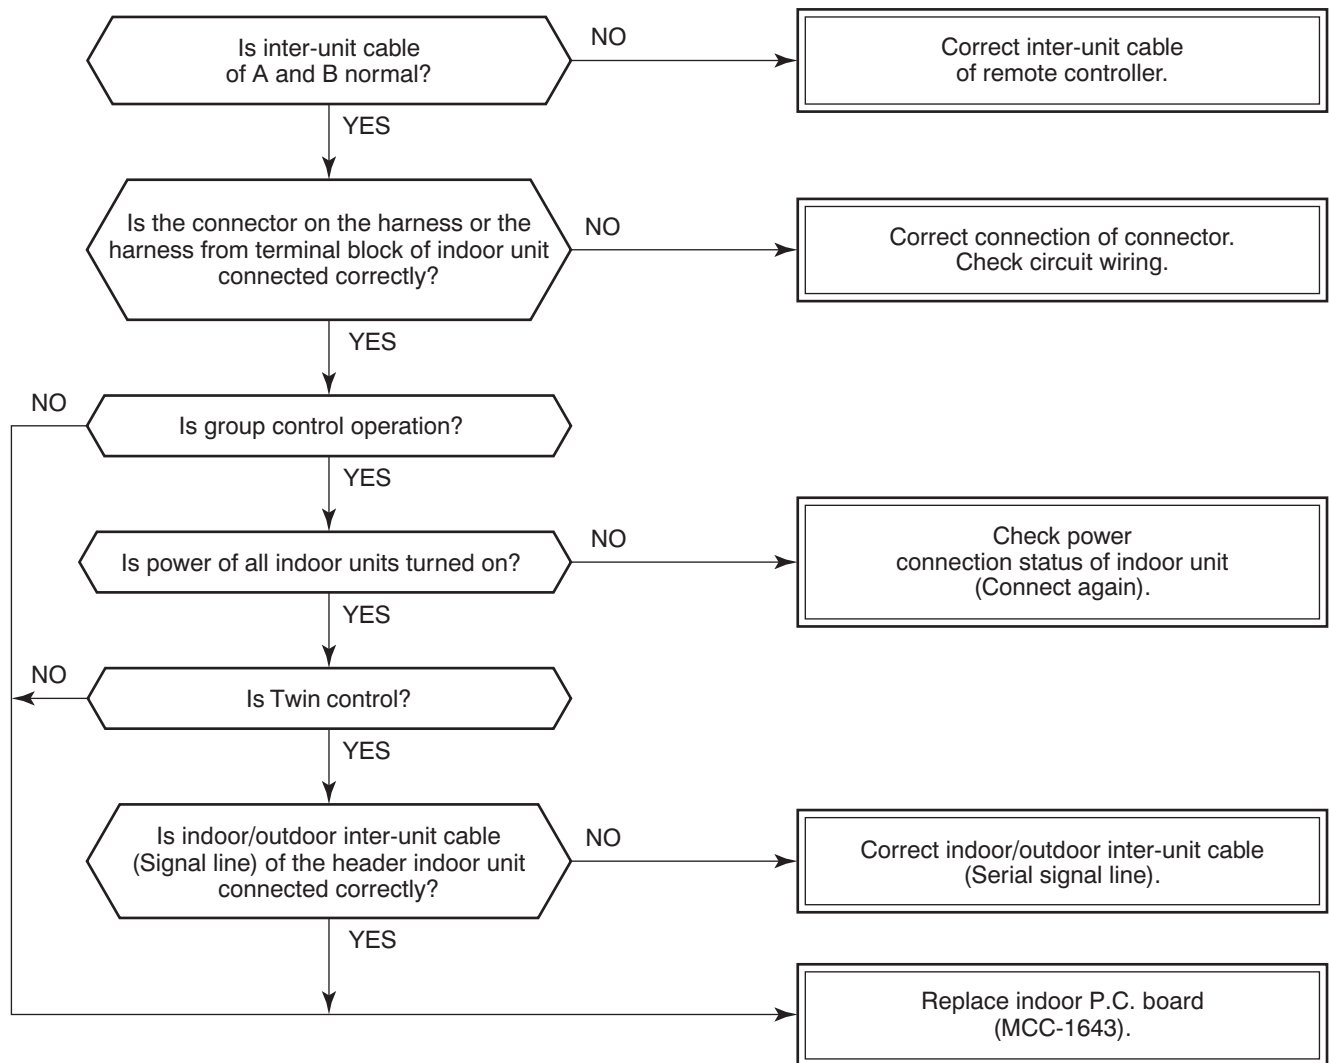 Is inter-unit cable
of A and B normal?
NO
Correct inter-unit cable
of remote controller.
YES
Is the connector on the harness or the
harness from terminal block of indoor unit
connected correctly?
NO
Correct connection of connector.
Check circuit wiring.
YES
NO
Is group control operation?
YES
Is power of all indoor units turned on?
NO
Check power
connection status of indoor unit
(Connect again).
YES
NO
Is Twin control?
YES
Is indoor/outdoor inter-unit cable
(Signal line) of the header indoor unit
connected correctly?
NO
Correct indoor/outdoor inter-unit cable
(Serial signal line).
YES
Replace indoor P.C. board
(MCC-1643).